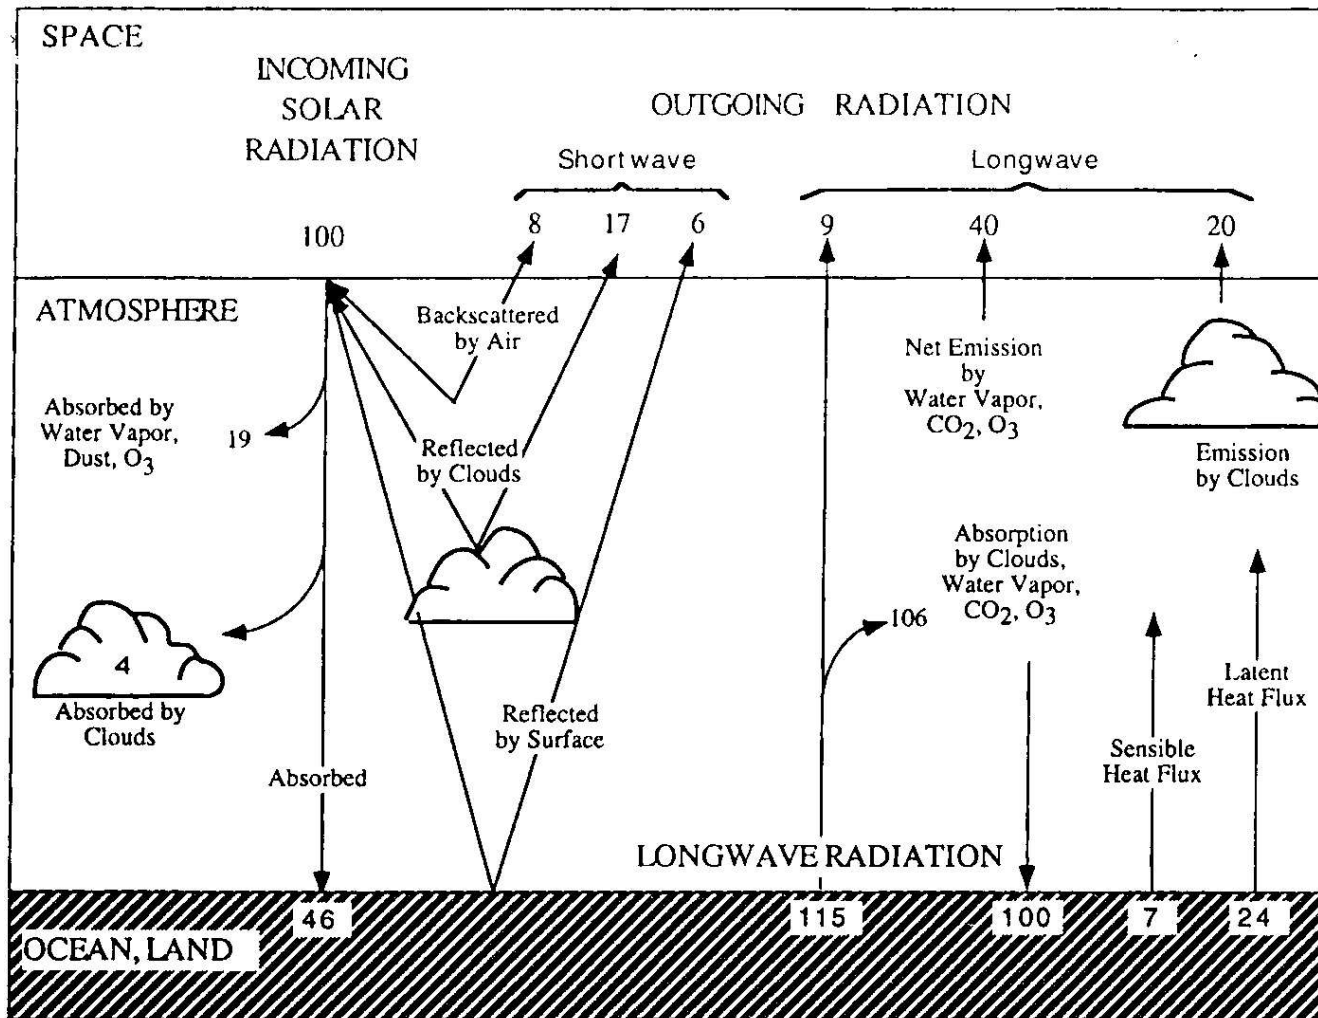 SPACE
INCOMING
SOLAR
RADIATION
OUTGOING RADIATION
Shortwave
Longwave
100
8
17
6
9
40
20
ATMOSPHERE
Backscattered
by Air
Net Emission
by
Water Vapor,
CO2, O3
Absorbed by
Water Vapor,
Dust, O3
19
Reflected
by Clouds
Emission
by Clouds
Absorption
by Clouds,
Water Vapor,
CO2, O3
106
4
Absorbed by
Clouds
Reflected
by Surface
Latent
Heat Flux
Sensible
Heat Flux
Absorbed
LONGWAVE RADIATION
46
115
100
7
24
OCEAN, LAND